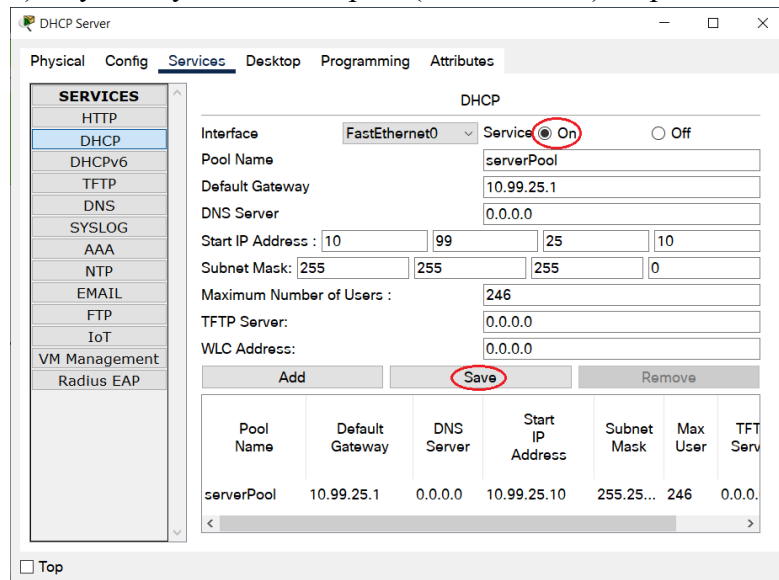 DHCP Server
Physical Config Services Desktop Programming Attributes
SERVICES
HTTP
DHCP
DHCPv6
TFTP
DNS
SYSLOG
AAA
NTP
EMAIL
FTP
IoT
VM Management
Radius EAP
DHCP
Interface FastEthernet0 Service On Off
Pool Name serverPool
Default Gateway 10.99.25.1
DNS Server 0.0.0.0
Start IP Address : 10 99 25 10
Subnet Mask: 255 255 255 0
Maximum Number of Users : 246
TFTP Server: 0.0.0.0
WLC Address: 0.0.0.0
Add Save Remove
Pool Name Default Gateway DNS Server Start IP Address Subnet Mask Max User TFT Serv
serverPool 10.99.25.1 0.0.0.0 10.99.25.10 255.25... 246 0.0.0.
Top